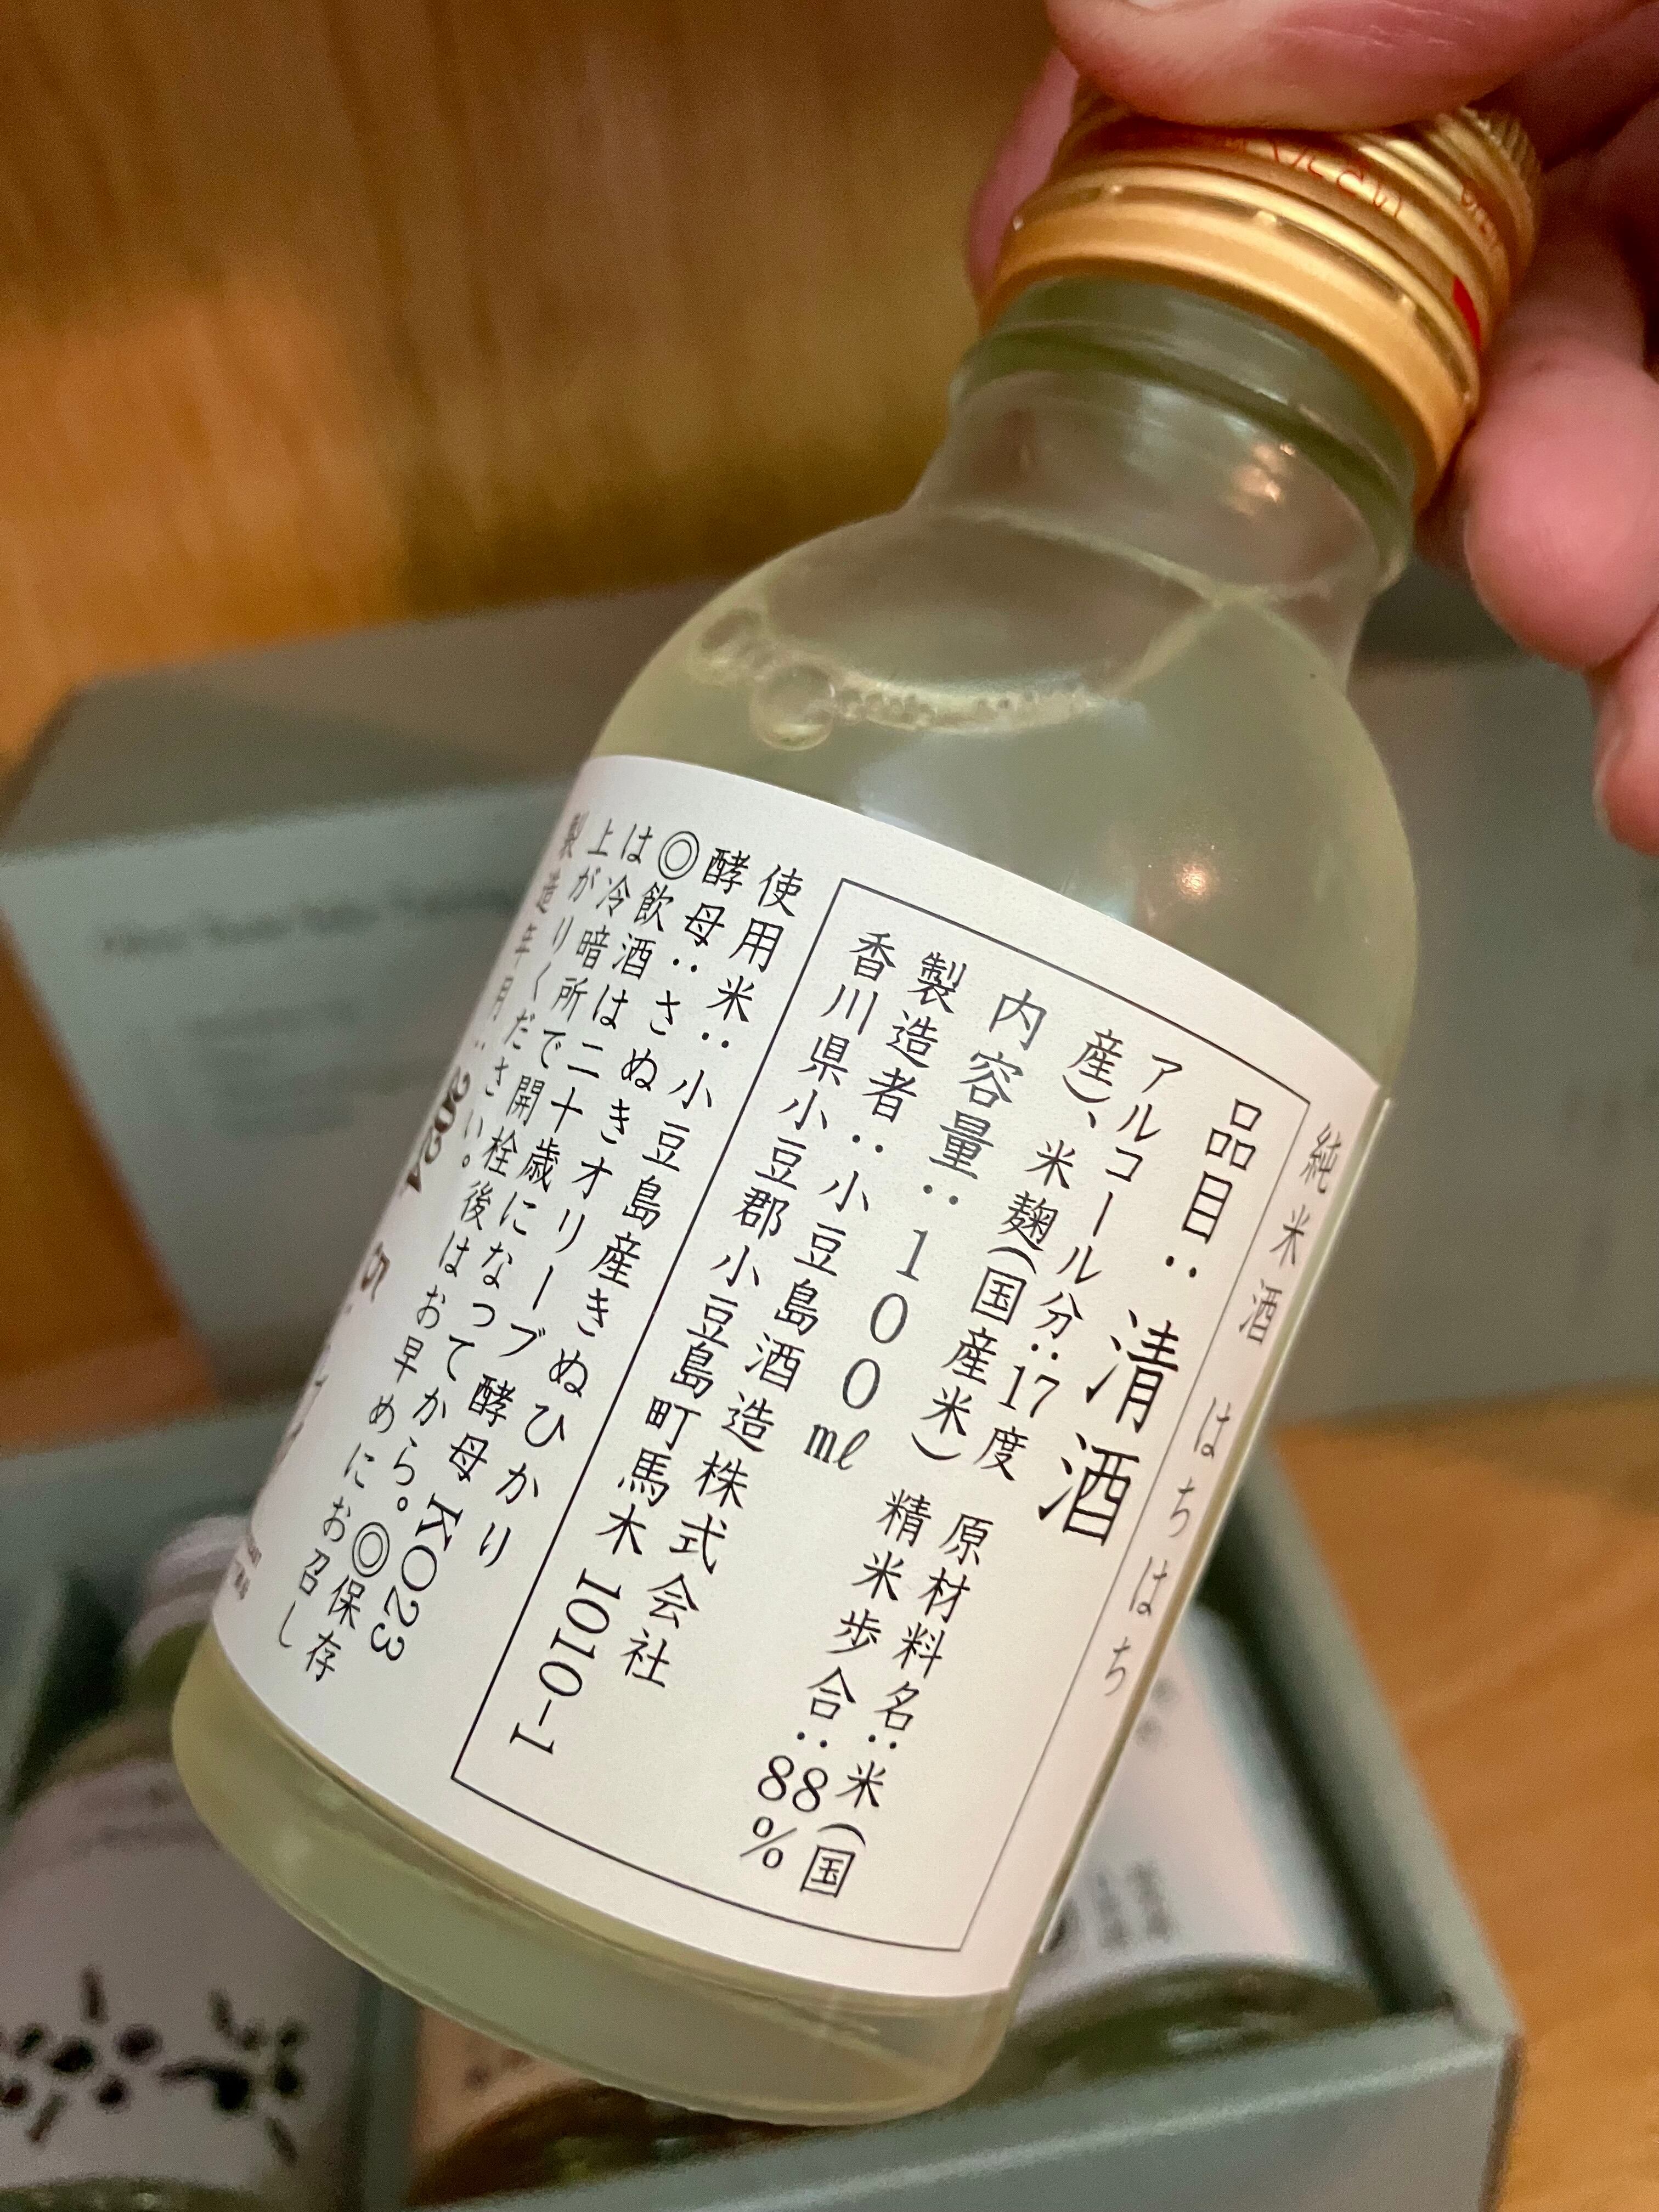 純米酒 はちはち
品目：清酒
アルコール分：17度 原材料名：米(国
産)、米麹(国産米) 精米歩合：88%
内容量：100㎖
製造者：小豆島酒造株式会社
香川県小豆郡小豆島町馬木1010-1
使用米：小豆島産きぬひかり
酵母：さぬきオリーブ酵母KO23
◎飲酒は二十歳になってから。◎保存
は冷暗所で開栓後はお早めにお召し
上がりください。
製造年月：2024 5
ください